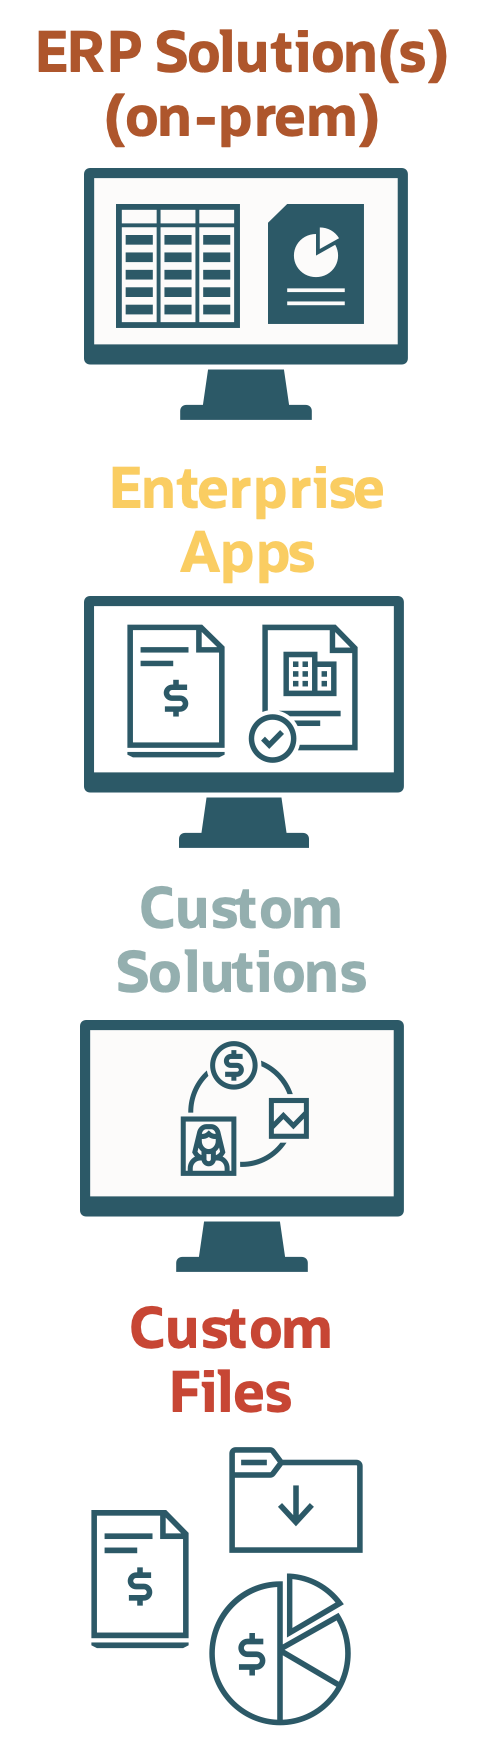 ERP Solution(s)
(on-prem)
Enterprise
Apps
$
Custom
Solutions
$
Custom
Files
$
$